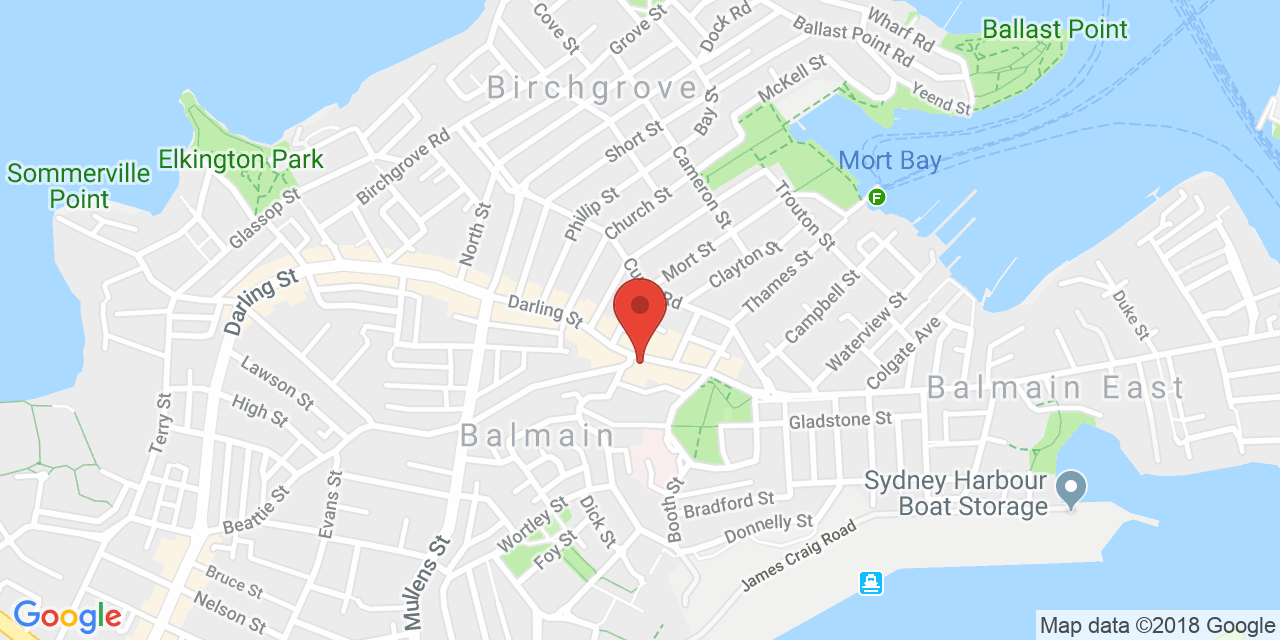 Cove St
Grove St
Dock Rd
Wharf Rd
Ballast Point Rd
Ballast Point
Birchgrove
McKell St
Yeend St
Bay S
Short St
Birchgrove Rd
Elkington Park
Sommerville
Point
Mort Bay
F
Cameron St
Trouton St
Glassop St
North St
Phillip St
Church St
Mort St
Clayton St
Thames St
Campbell St
Waterview St
Colgate Ave
Duke St
Darling St
Darling St
Cu
Rd
Lawson St
High St
Terry St
Balmain East
Balmain
Gladstone St
Sydney Harbour
Boat Storage
Evans St
Beattie St
Booth St
Bradford St
Donnelly St
James Craig Road
Wortley St
Dick St
Foy St
Mullens St
Bruce St
Nelson St
Google
Map data ©2018 Google